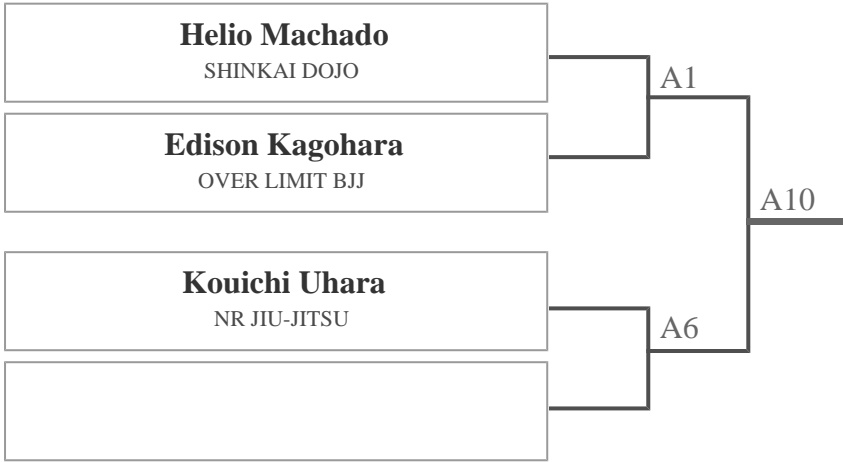 Helio Machado
SHINKAI DOJO
A1
Edison Kagohara
OVER LIMIT BJJ
A10
Kouichi Uhara
NR JIU-JITSU
A6